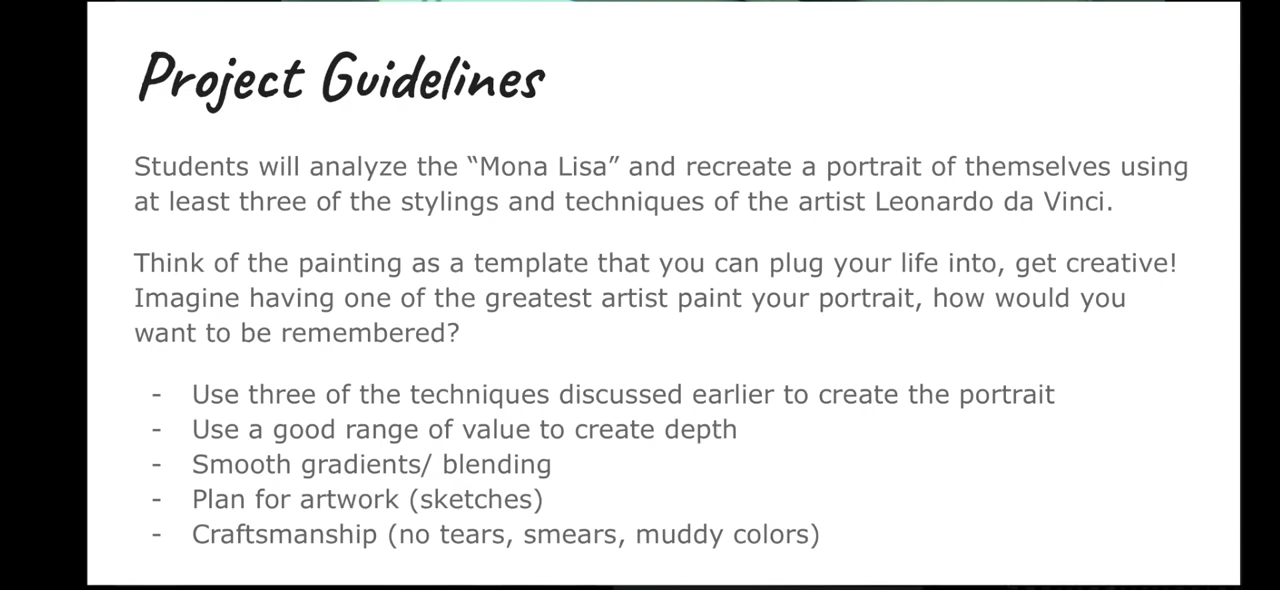 Project Guidelines
Students will analyze the “Mona Lisa” and recreate a portrait of themselves using
at least three of the stylings and techniques of the artist Leonardo da Vinci.
Think of the painting as a template that you can plug your life into, get creative!
Imagine having one of the greatest artist paint your portrait, how would you
want to be remembered?
- Use three of the techniques discussed earlier to create the portrait
- Use a good range of value to create depth
- Smooth gradients/ blending
- Plan for artwork (sketches)
- Craftsmanship (no tears, smears, muddy colors)